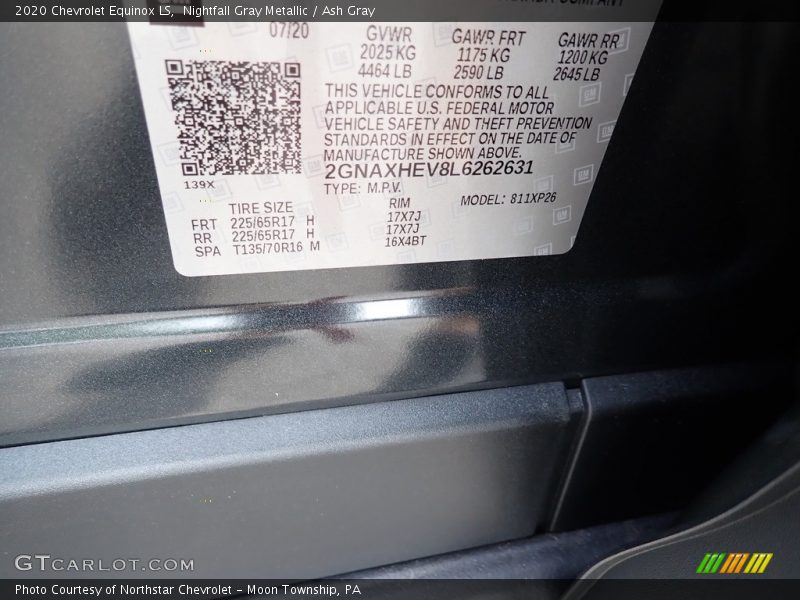 2020 Chevrolet Equinox LS, Nightfall Gray Metallic / Ash Gray
07/20 GVWR GAWR FRT GAWR RR
2025 KG 1175 KG 1200 KG
4464 LB 2590 LB 2645 LB
THIS VEHICLE CONFORMS TO ALL
APPLICABLE U.S. FEDERAL MOTOR
VEHICLE SAFETY AND THEFT PREVENTION
STANDARDS IN EFFECT ON THE DATE OF
MANUFACTURE SHOWN ABOVE.
2GNAXHEV8L6262631
139X TYPE: M.P.V. MODEL: 811XP26
TIRE SIZE RIM
FRT 225/65R17 H 17X7J
RR 225/65R17 H 17X7J
SPA T135/70R16 M 16X4BT
GTCARLOT.COM
Photo Courtesy of Northstar Chevrolet - Moon Township, PA